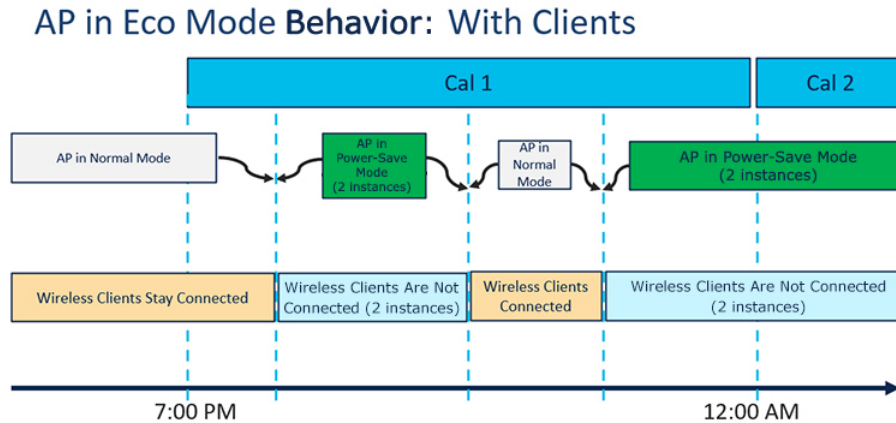 AP in Eco Mode Behavior: With Clients
Cal 1
Cal 2
AP in Normal Mode
AP in
Power-Save
Mode
(2 instances)
AP in
Normal
Mode
AP in Power-Save Mode
(2 instances)
Wireless Clients Stay Connected
Wireless Clients Are Not
Connected (2 instances)
Wireless Clients
Connected
Wireless Clients Are Not Connected
(2 instances)
7:00 PM
12:00 AM